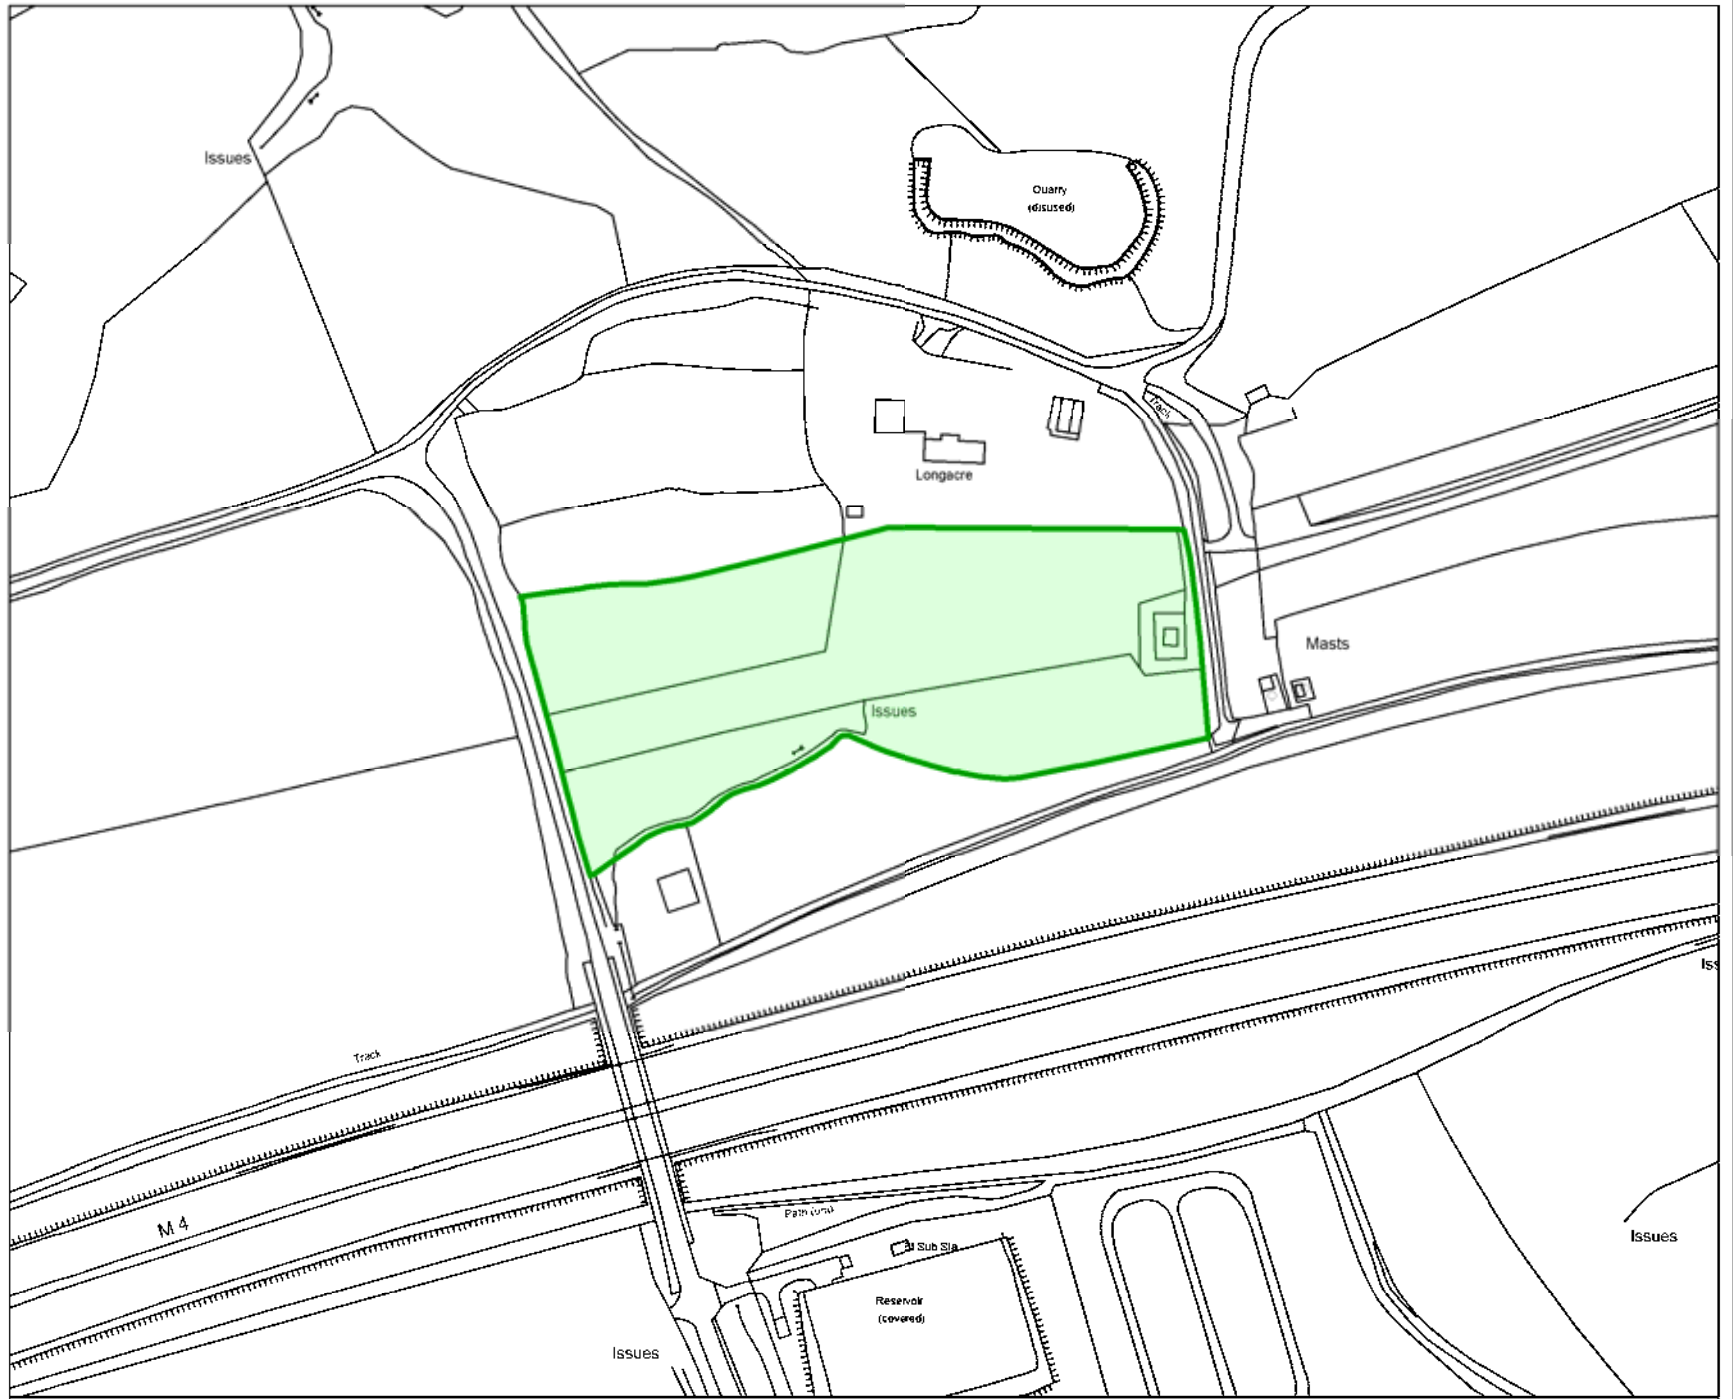 Issues
Quarry
(disused)
Track
Longacre
Masts
Issues
Track
M 4
Path (um)
El Sub Sta
Issues
Reservoir
(covered)
Issues